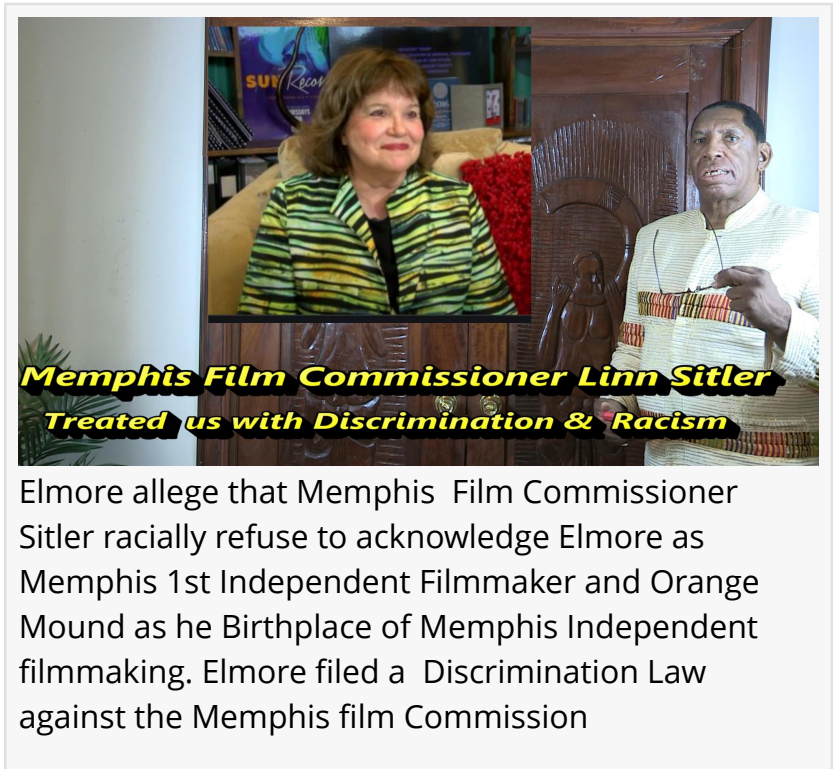 SUN Recor
Memphis Film Commissioner Linn Sitler
Treated us with Discrimination & Racism
Elmore allege that Memphis Film Commissioner
Sitler racially refuse to acknowledge Elmore as
Memphis 1st Independent Filmmaker and Orange
Mound as he Birthplace of Memphis Independent
filmmaking. Elmore filed a Discrimination Law
against the Memphis film Commission